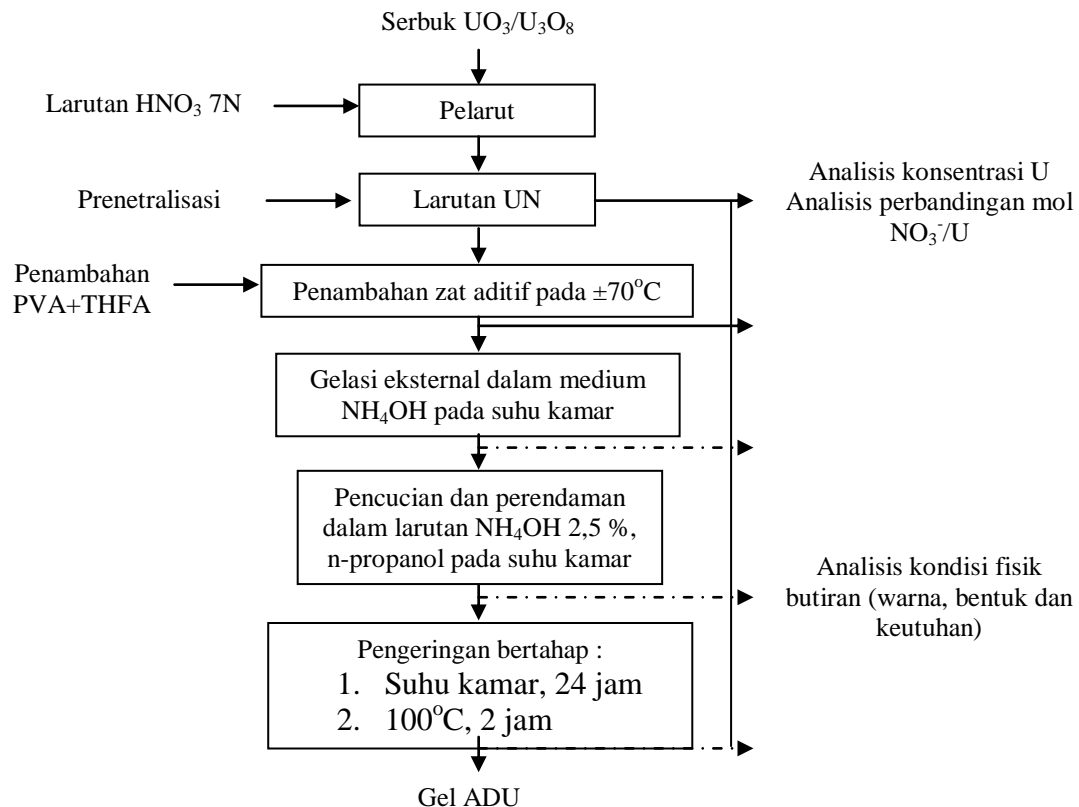 Serbuk UO₃/U₃O₈
Larutan HNO₃ 7N
Pelarut
Prenetralisasi
Larutan UN
Analisis konsentrasi U
Analisis perbandingan mol
NO₃⁻/U
Penambahan
PVA+THFA
Penambahan zat aditif pada ±70°C
Gelasi eksternal dalam medium
NH₄OH pada suhu kamar
Pencucian dan perendaman
dalam larutan NH₄OH 2,5 %,
n-propanol pada suhu kamar
Analisis kondisi fisik
butiran (warna, bentuk dan
keutuhan)
Pengeringan bertahap :
1. Suhu kamar, 24 jam
2. 100°C, 2 jam
Gel ADU